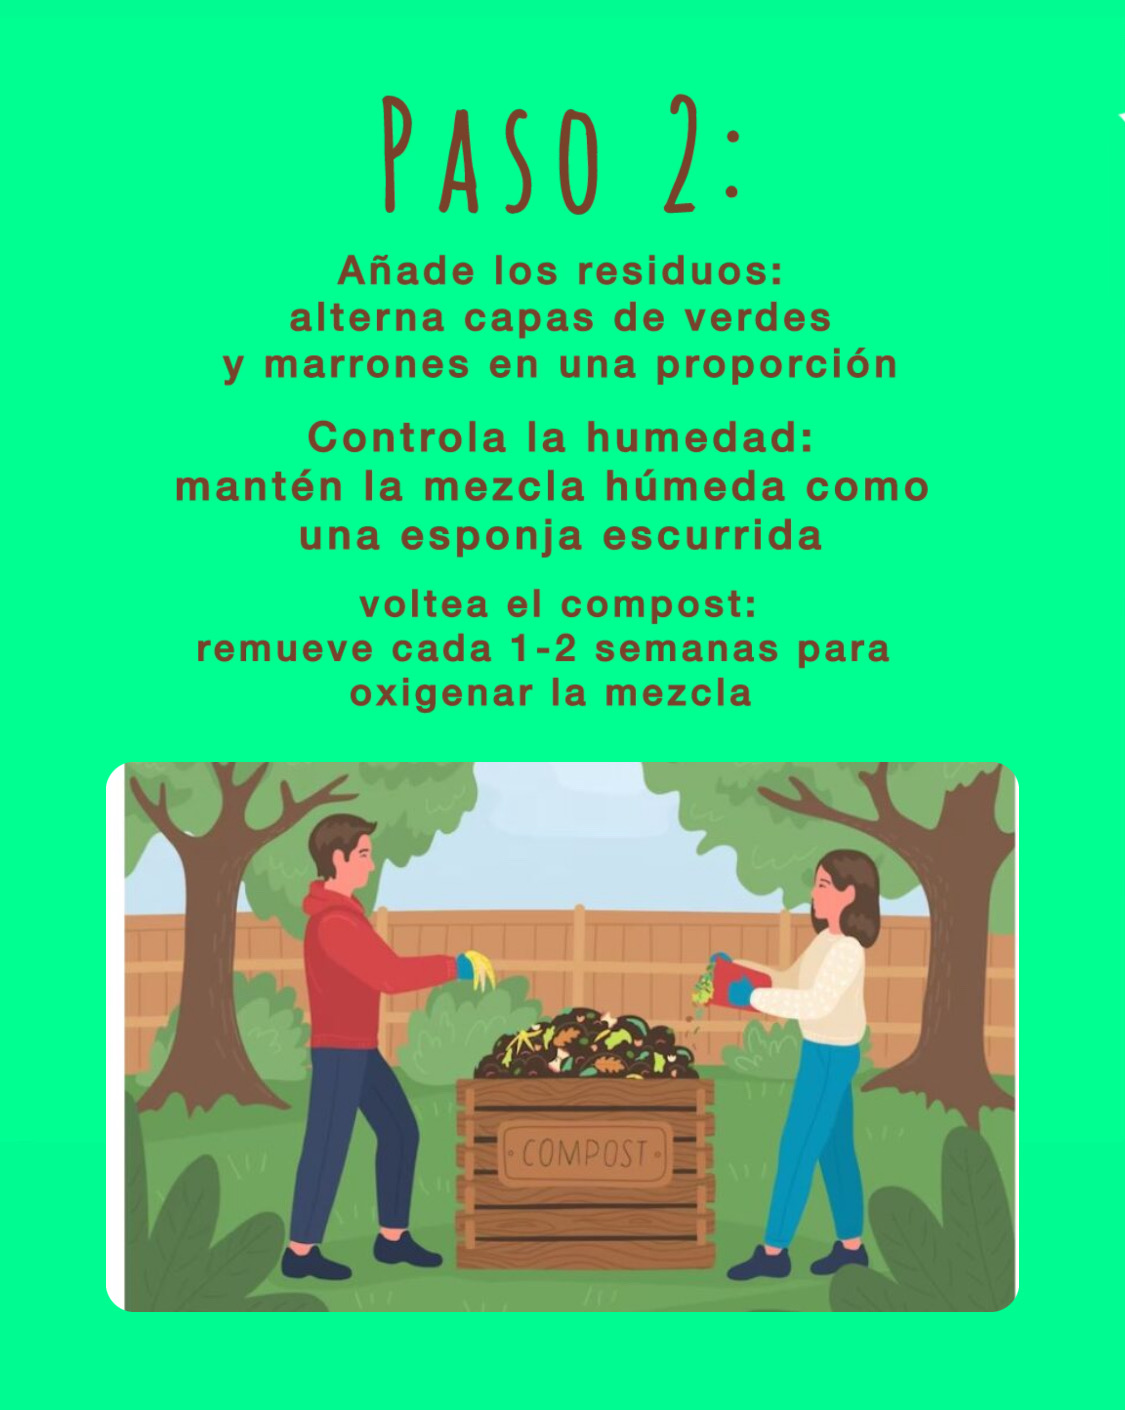 PASO 2:
Añade los residuos:
alterna capas de verdes
y marrones en una proporción
Controla la humedad:
mantén la mezcla húmeda como
una esponja escurrida
voltea el compost:
remueve cada 1-2 semanas para
oxigenar la mezcla
COMPOST